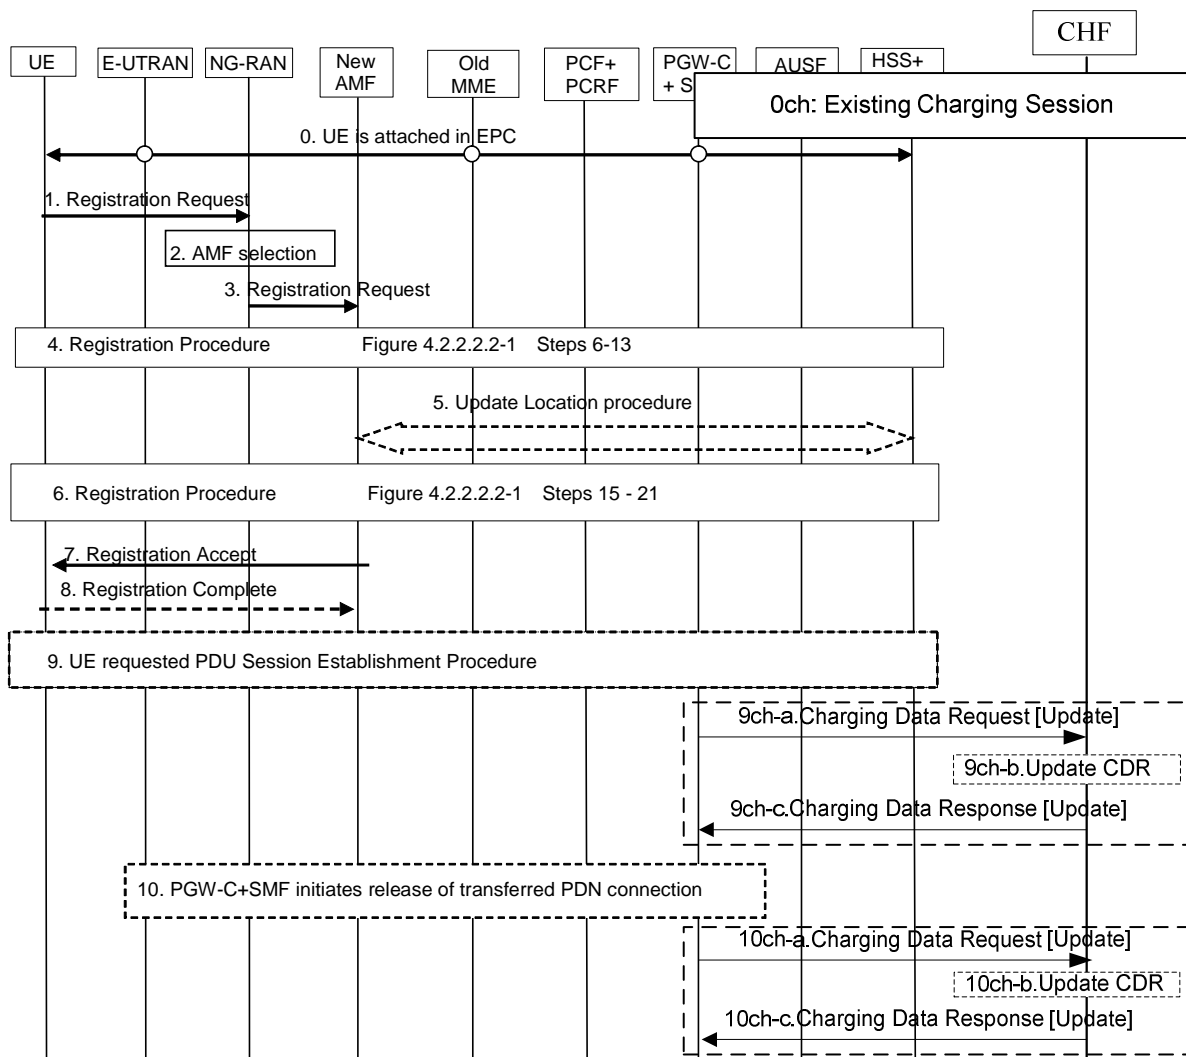 CHF
UE
E-UTRAN
NG-RAN
New
AMF
Old
MME
PCF+
PCRF
PGW-C
+ S
AUSF
HSS+
0ch: Existing Charging Session
0. UE is attached in EPC
1. Registration Request
2. AMF selection
3. Registration Request
4. Registration Procedure Figure 4.2.2.2.2-1 Steps 6-13
5. Update Location procedure
6. Registration Procedure Figure 4.2.2.2.2-1 Steps 15 - 21
7. Registration Accept
8. Registration Complete
9. UE requested PDU Session Establishment Procedure
9ch-a.Charging Data Request [Update]
9ch-b.Update CDR
9ch-c.Charging Data Response [Update]
10. PGW-C+SMF initiates release of transferred PDN connection
10ch-a.Charging Data Request [Update]
10ch-b.Update CDR
10ch-c.Charging Data Response [Update]